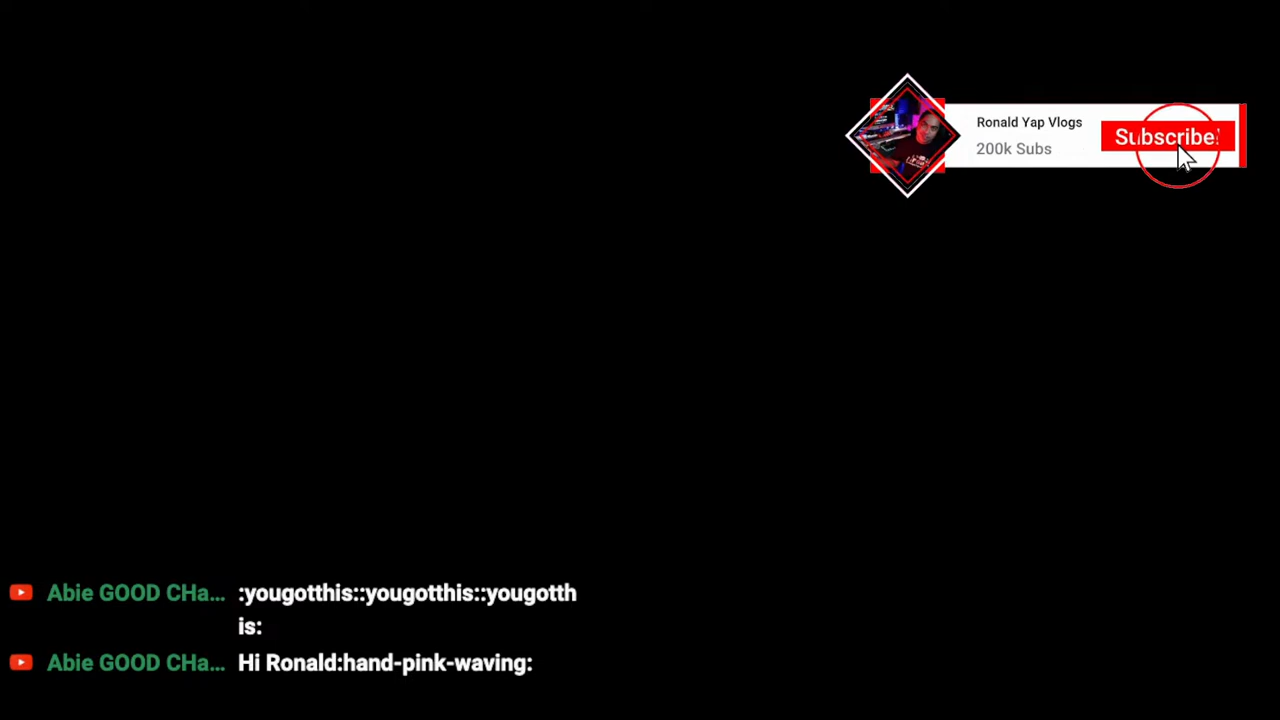 Ronald Yap Vlogs
200k Subs
Subscribe!
Abie GOOD CHa... :yougotthis::yougotthis::yougotth
is:
Abie GOOD CHa... Hi Ronald:hand-pink-waving: